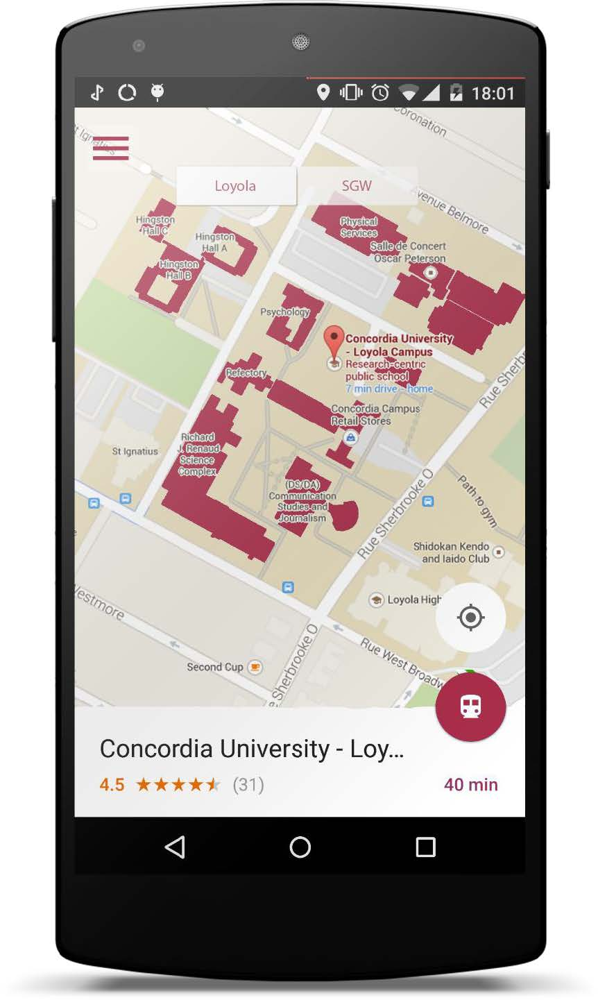 18:01
Coronation
St Ignatius
Loyola
SGW
Avenue Belmore
Hingston
Hall C
Hingston
Hall A
Physical
Services
Salle de Concert
Oscar Peterson
Hingston
Hall B
Psychology
Concordia University
- Loyola Campus
Research-centric
public school
7 min drive - home
Refectory
Rue Sherb
Concordia Campus
Retail Stores
Richard
J. Renaud
Science
Complex
St Ignatius
(DS/DA)
Communication
Studies and
Journalism
Path to gym
Rue Sherbrooke O
Shidokan Kendo
and Iaido Club
Loyola High
Westmore
Second Cup
e Sherbrooke O
Rue West Broadw
Concordia University - Loy...
4.5 (31)
40 min